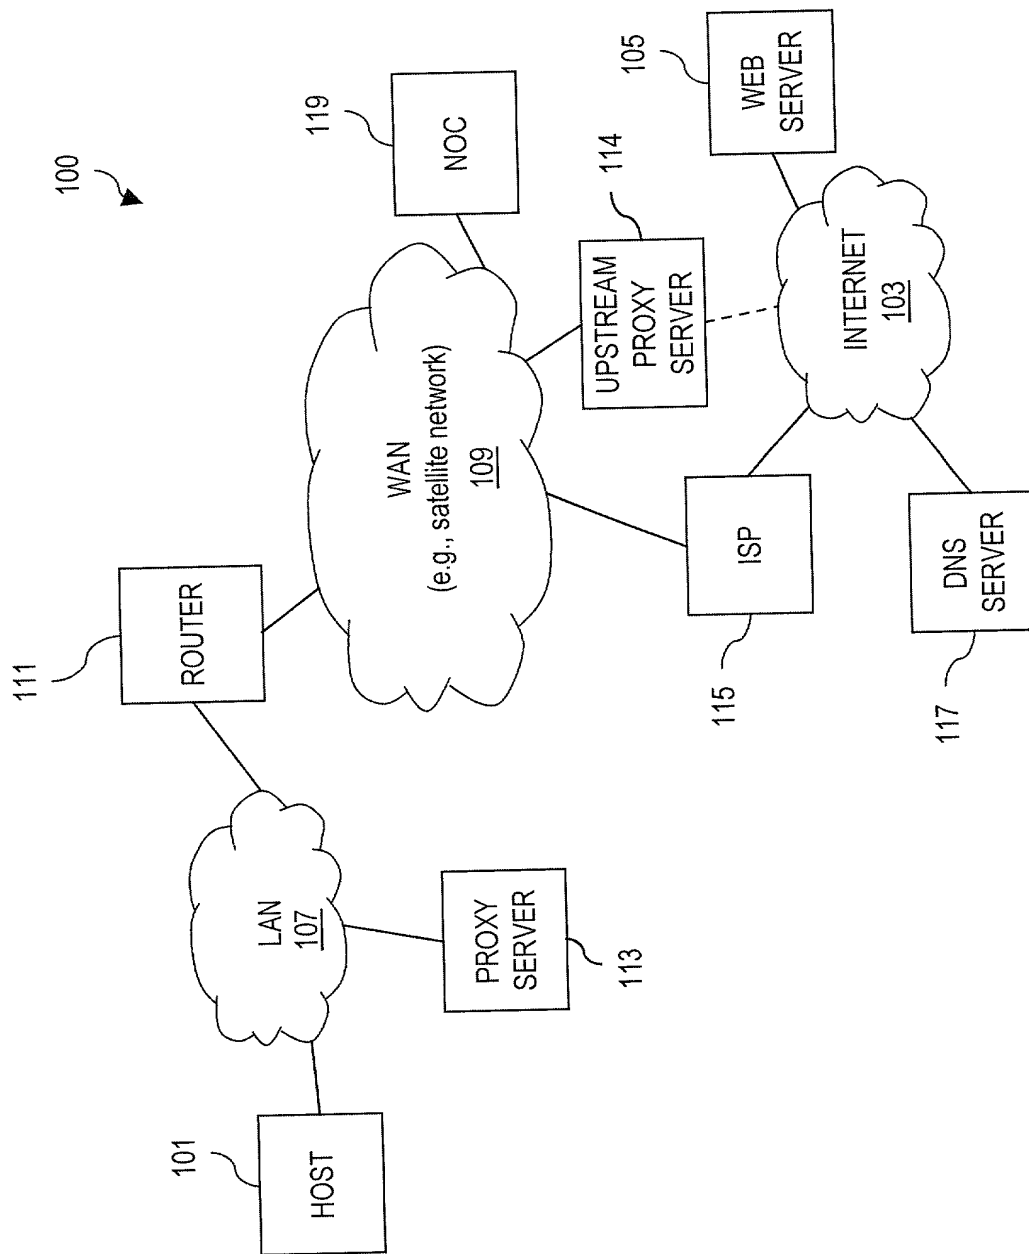 100
HOST
101
LAN
107
PROXY
SERVER
113
ROUTER
111
WAN
(e.g., satellite network)
109
NOC
119
UPSTREAM
PROXY
SERVER
114
ISP
115
INTERNET
103
WEB
SERVER
105
DNS
SERVER
117